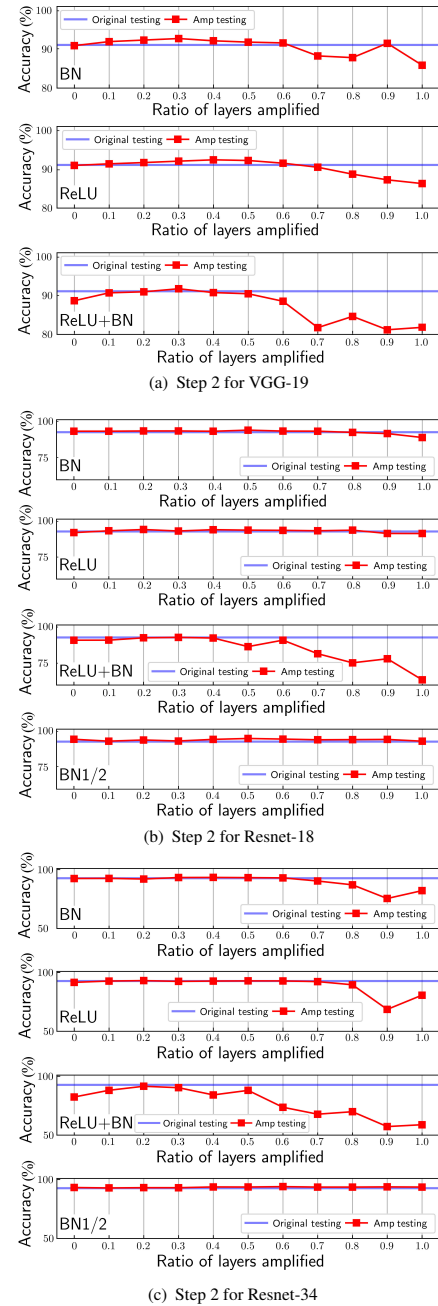 100
90
80
Accuracy (%)
Original testing Amp testing
BN
0 0.1 0.2 0.3 0.4 0.5 0.6 0.7 0.8 0.9 1.0
Ratio of layers amplified
100
90
80
Accuracy (%)
Original testing Amp testing
ReLU
0 0.1 0.2 0.3 0.4 0.5 0.6 0.7 0.8 0.9 1.0
Ratio of layers amplified
100
90
80
Accuracy (%)
Original testing Amp testing
ReLU+BN
0 0.1 0.2 0.3 0.4 0.5 0.6 0.7 0.8 0.9 1.0
Ratio of layers amplified
(a) Step 2 for VGG-19
100
75
Accuracy (%)
BN
Original testing Amp testing
0 0.1 0.2 0.3 0.4 0.5 0.6 0.7 0.8 0.9 1.0
Ratio of layers amplified
100
75
Accuracy (%)
ReLU
Original testing Amp testing
0 0.1 0.2 0.3 0.4 0.5 0.6 0.7 0.8 0.9 1.0
Ratio of layers amplified
100
75
Accuracy (%)
ReLU+BN
Original testing Amp testing
0 0.1 0.2 0.3 0.4 0.5 0.6 0.7 0.8 0.9 1.0
Ratio of layers amplified
100
75
Accuracy (%)
BN1/2
Original testing Amp testing
0 0.1 0.2 0.3 0.4 0.5 0.6 0.7 0.8 0.9 1.0
Ratio of layers amplified
(b) Step 2 for Resnet-18
100
50
Accuracy (%)
BN
Original testing Amp testing
0 0.1 0.2 0.3 0.4 0.5 0.6 0.7 0.8 0.9 1.0
Ratio of layers amplified
100
50
Accuracy (%)
ReLU
Original testing Amp testing
0 0.1 0.2 0.3 0.4 0.5 0.6 0.7 0.8 0.9 1.0
Ratio of layers amplified
100
50
Accuracy (%)
ReLU+BN
Original testing Amp testing
0 0.1 0.2 0.3 0.4 0.5 0.6 0.7 0.8 0.9 1.0
Ratio of layers amplified
100
50
Accuracy (%)
BN1/2
Original testing Amp testing
0 0.1 0.2 0.3 0.4 0.5 0.6 0.7 0.8 0.9 1.0
Ratio of layers amplified
(c) Step 2 for Resnet-34